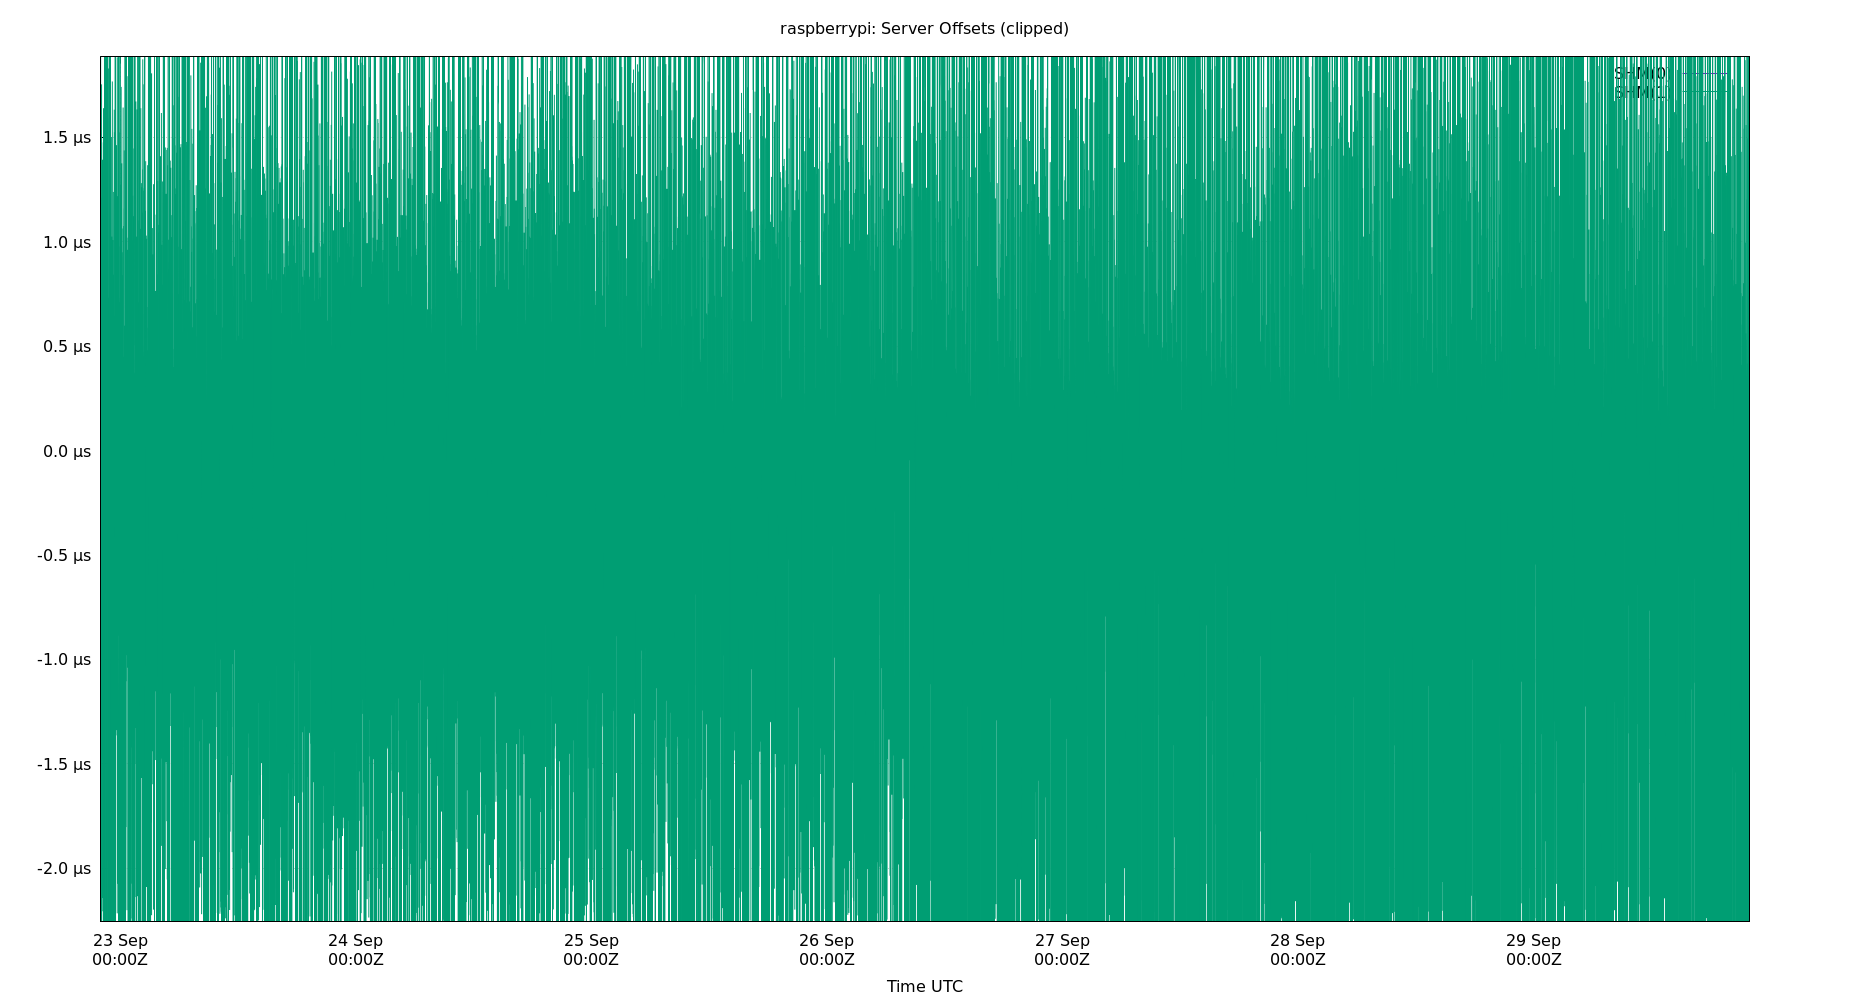 raspberrypi: Server Offsets (clipped)
1.5 µs
1.0 µs
0.5 µs
0.0 µs
-0.5 µs
-1.0 µs
-1.5 µs
-2.0 µs
23 Sep 24 Sep 25 Sep 26 Sep 27 Sep 28 Sep 29 Sep
00:00Z 00:00Z 00:00Z 00:00Z 00:00Z 00:00Z 00:00Z
Time UTC